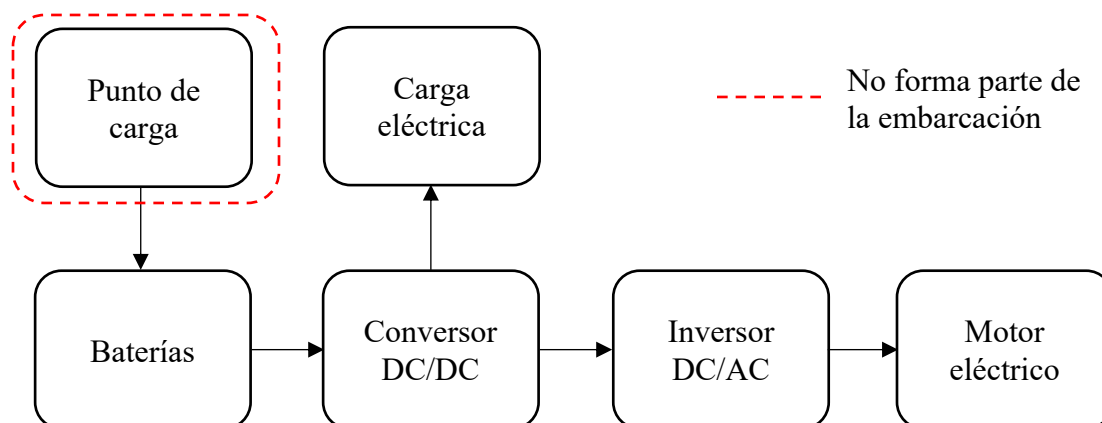 Punto de
carga
Carga
eléctrica
No forma parte de
la embarcación
Baterías
Conversor
DC/DC
Inversor
DC/AC
Motor
eléctrico